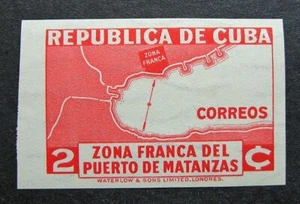 REPUBLICA DE CUBA
ZONA
FRANCA
CORREOS
2 ZONA FRANCA DEL ¢
PUERTO DE MATANZAS
WATERLOW & SONS LIMITED, LONDRES.